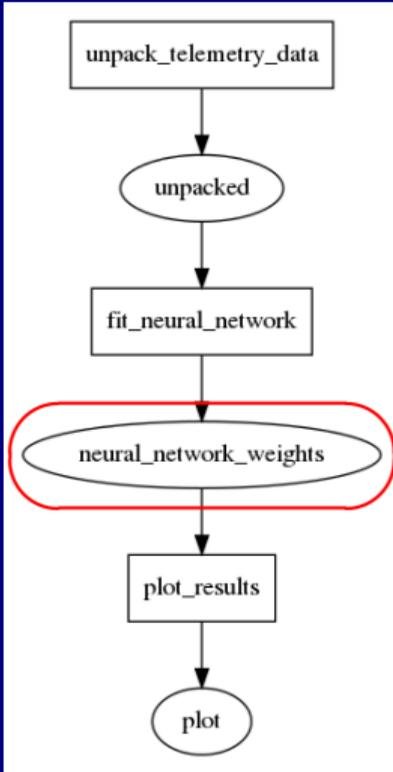 unpack_telemetry_data
unpacked
fit_neural_network
neural_network_weights
plot_results
plot